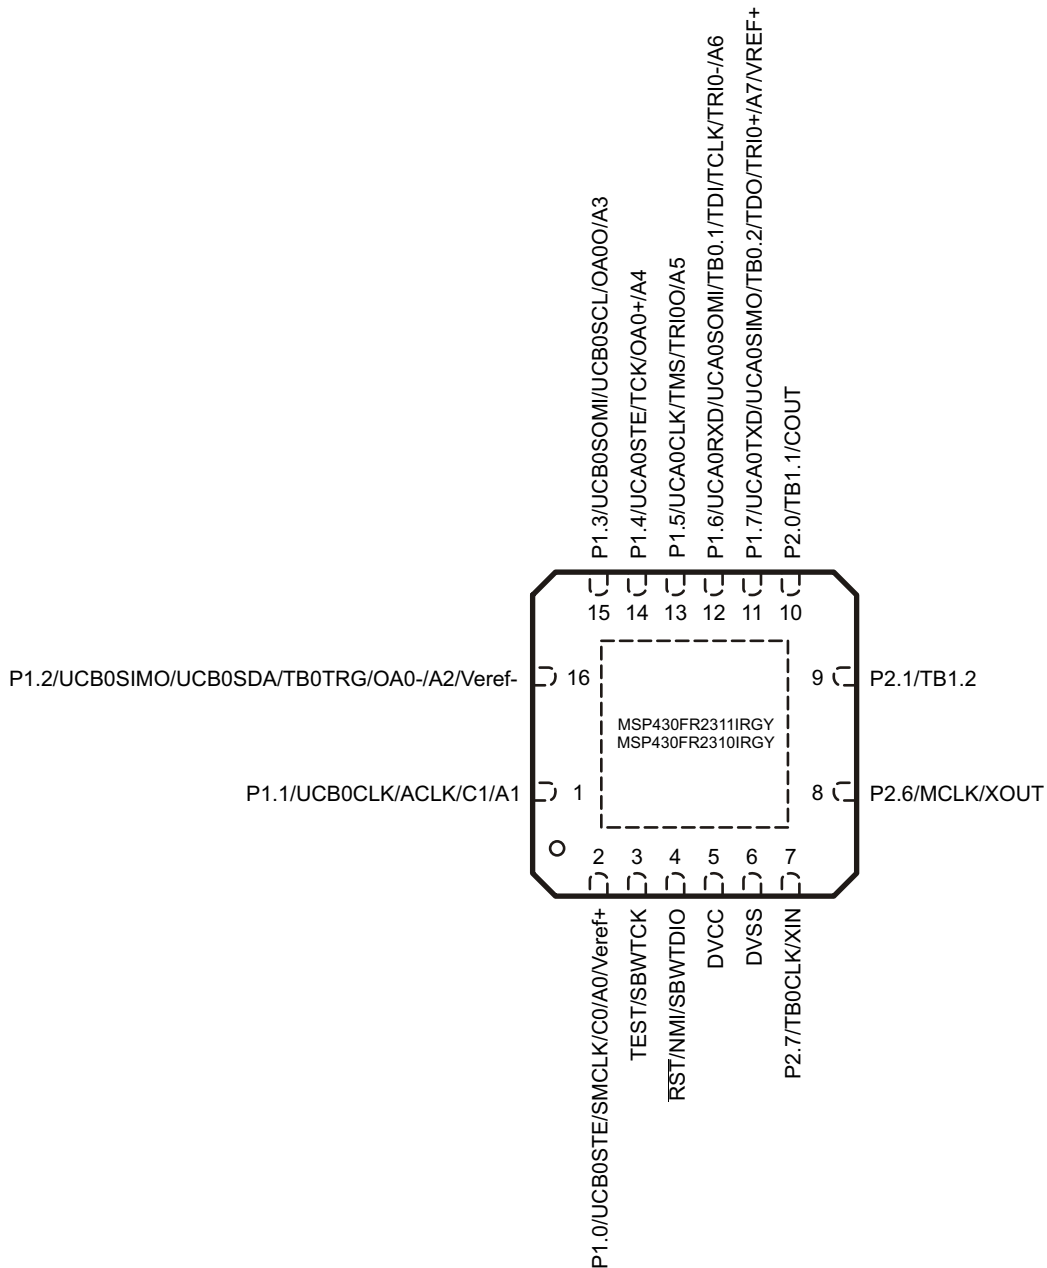 P1.3/UCB0SOMI/UCB0SCL/OA0O/A3
P1.4/UCA0STE/TCK/OA0+/A4
P1.5/UCA0CLK/TMS/TRI0O/A5
P1.6/UCA0RXD/UCA0SOMI/TB0.1/TDI/TCLK/TRI0-/A6
P1.7/UCA0TXD/UCA0SIMO/TB0.2/TDO/TRI0+/A7/VREF+
P2.0/TB1.1/COUT
15 14 13 12 11 10
P1.2/UCB0SIMO/UCB0SDA/TB0TRG/OA0-/A2/Veref- 16
9 P2.1/TB1.2
MSP430FR2311IRGY
MSP430FR2310IRGY
P1.1/UCB0CLK/ACLK/C1/A1 1
8 P2.6/MCLK/XOUT
2 3 4 5 6 7
P1.0/UCB0STE/SMCLK/C0/A0/Veref+
TEST/SBWTCK
RST/NMI/SBWTDIO
DVCC
DVSS
P2.7/TB0CLK/XIN